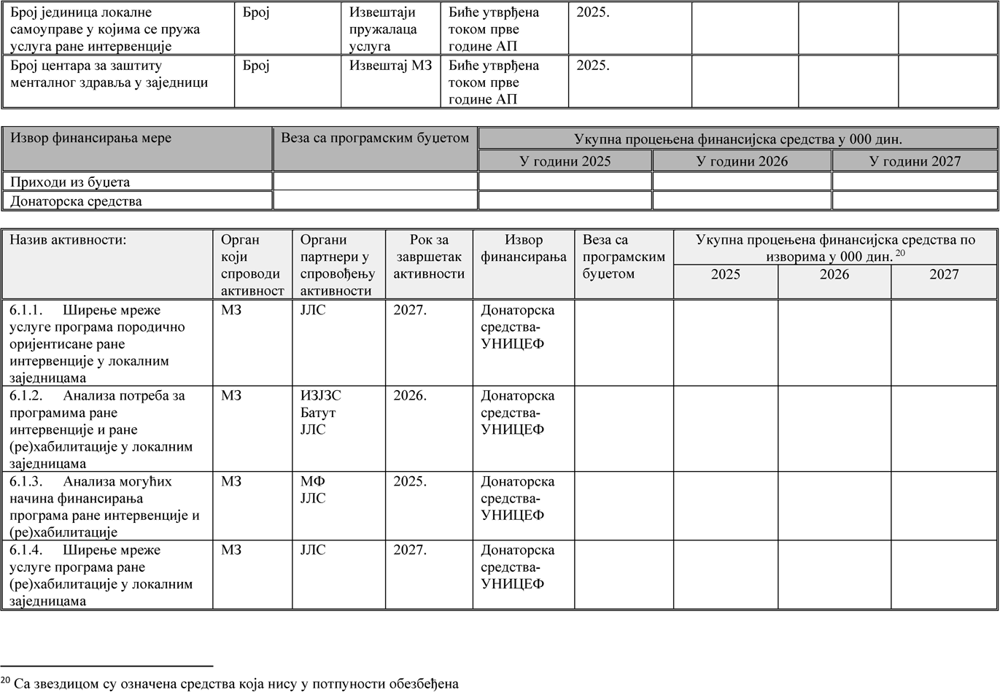 Број јединица локалне
самоуправе у којима се пружа
услуга ране интервенције
Број
Извештаји
пружалаца
услуга
Биће утврђена
током прве
године АП
2025.
Број центара за заштиту
менталног здравља у заједници
Број
Извештај МЗ
Биће утврђена
током прве
године АП
2025.
Извор финансирања мере
Веза са програмским буџетом
Укупна процењена финансијска средства у 000 дин.
У години 2025
У години 2026
У години 2027
Приходи из буџета
Донаторска средства
Назив активности:
Орган
који
спроводи
активност
Органи
партнери у
спровођењу
активности
Рок за
завршетак
активности
Извор
финансирања
Веза са
програмским
буџетом
Укупна процењена финансијска средства по
изворима у 000 дин. 20
2025
2026
2027
6.1.1. Ширење мреже
услуге програма породично
оријентисане ране
интервенције у локалним
заједницама
МЗ
ЈЛС
2027.
Донаторска
средства-
УНИЦЕФ
6.1.2. Анализа потреба за
програмима ране
интервенције и ране
(ре)хабилитације у локалним
заједницама
МЗ
ИЗЈЗС
Батут
ЈЛС
2026.
Донаторска
средства-
УНИЦЕФ
6.1.3. Анализа могућих
начина финансирања
програма ране интервенције и
(ре)хабилитације
МЗ
МФ
ЈЛС
2025.
Донаторска
средства-
УНИЦЕФ
6.1.4. Ширење мреже
услуге програма ране
(ре)хабилитације у локалним
заједницама
МЗ
ЈЛС
2027.
Донаторска
средства-
УНИЦЕФ
20 Са звездицом су означена средства која нису у потпуности обезбеђена